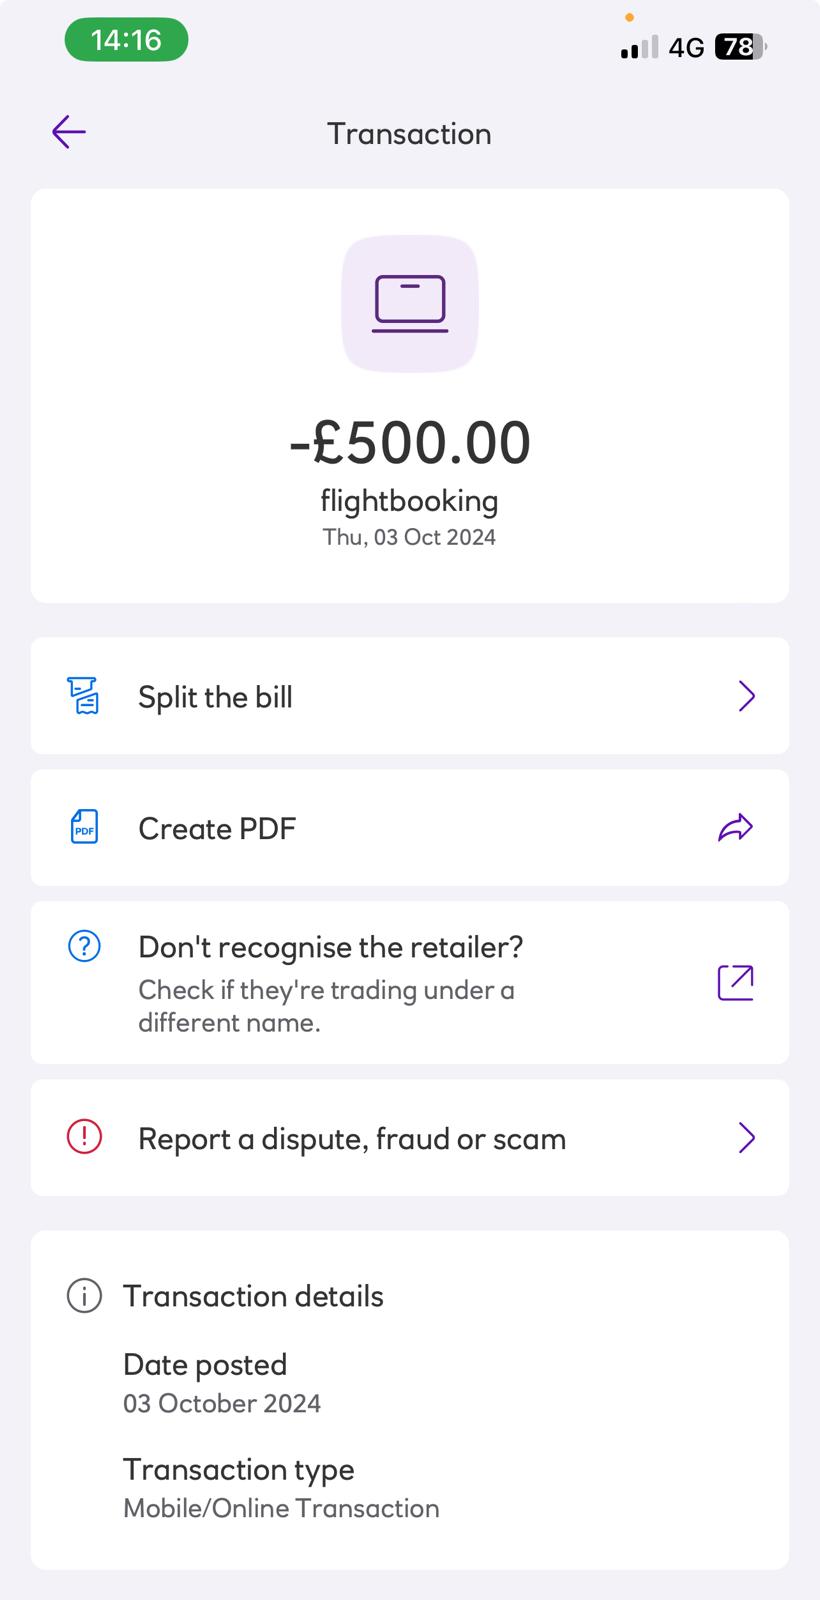 14:16
4G 78
Transaction
-£500.00
flightbooking
Thu, 03 Oct 2024
Split the bill
PDF
Create PDF
?
Don't recognise the retailer?
Check if they're trading under a
different name.
!
Report a dispute, fraud or scam
i
Transaction details
Date posted
03 October 2024
Transaction type
Mobile/Online Transaction